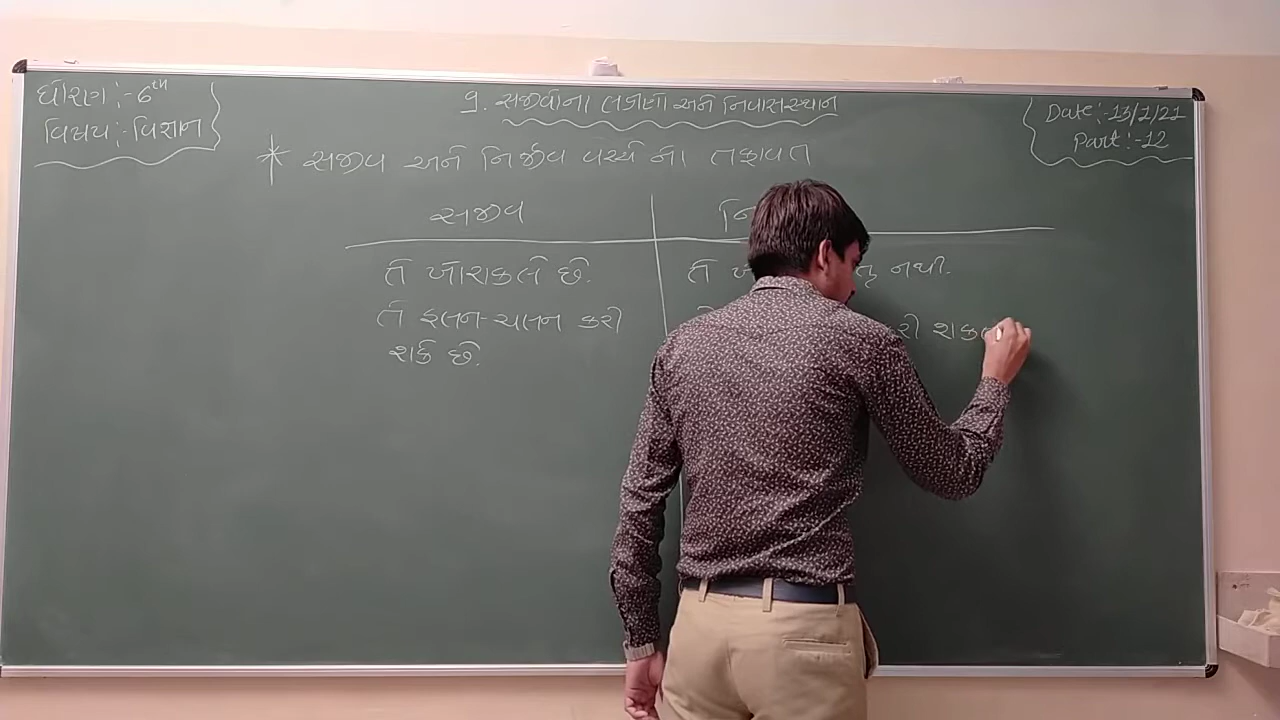 ધોરણ :- 6th
વિષય :- વિજ્ઞાન
9. સજીવોના લક્ષણો અને નિવાસસ્થાન
Date :- 13/1/21
Part :- 12
* સજીવ અને નિર્જીવ વચ્ચેનો તફાવત
સજીવ
નિ
તે ખોરાક લે છે.
તે નથી.
તે હલન-ચલન કરી
શકે છે.
રી શકત